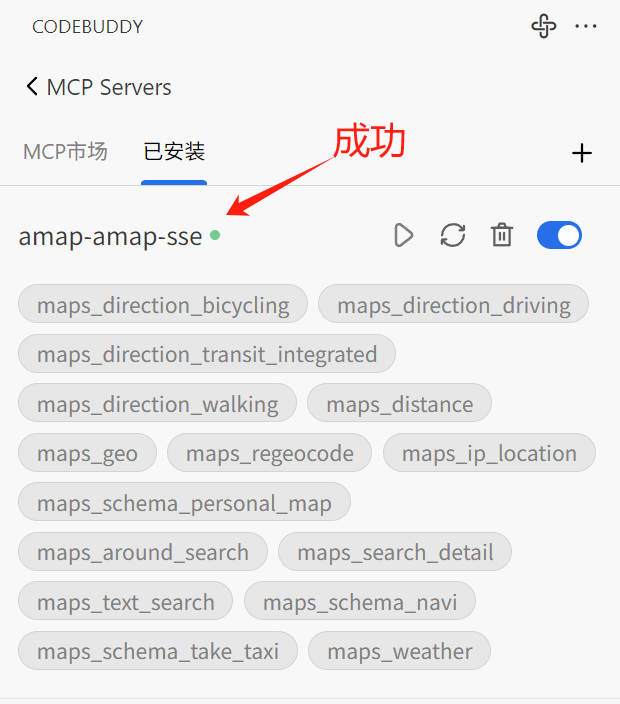 CODEBUDDY
MCP Servers
MCP市场 已安装
成功
amap-amap-sse
maps_direction_bicycling maps_direction_driving
maps_direction_transit_integrated
maps_direction_walking maps_distance
maps_geo maps_regeocode maps_ip_location
maps_schema_personal_map
maps_around_search maps_search_detail
maps_text_search maps_schema_navi
maps_schema_take_taxi maps_weather